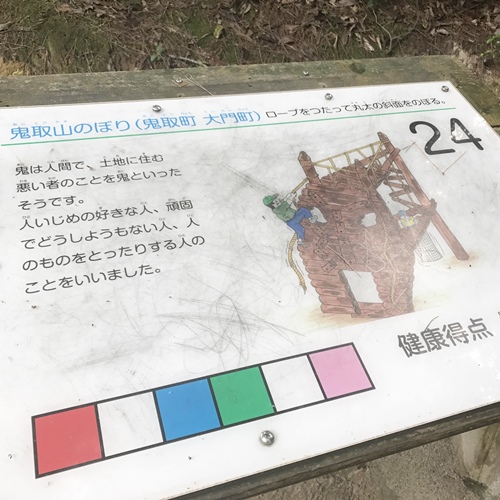 鬼取山のぼり(鬼取町 大門町) ロープをつたって丸太の斜面をのぼる。
24
鬼は人間で、土地に住む
悪い者のことを鬼といった
そうです。
人いじめの好きな人、頑固
でどうしようもない人、人
のものをとったりする人の
ことをいいました。
健康得点